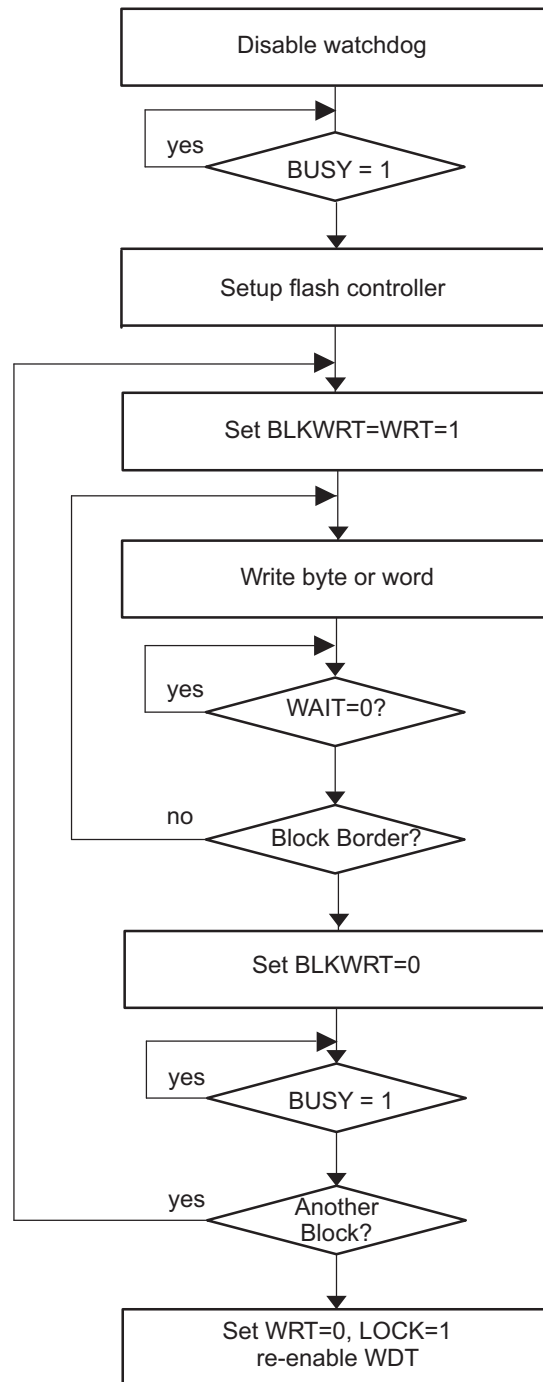 Disable watchdog
yes
BUSY = 1
Setup flash controller
Set BLKWRT=WRT=1
Write byte or word
yes
WAIT=0?
no
Block Border?
Set BLKWRT=0
yes
BUSY = 1
yes
Another
Block?
Set WRT=0, LOCK=1
re-enable WDT